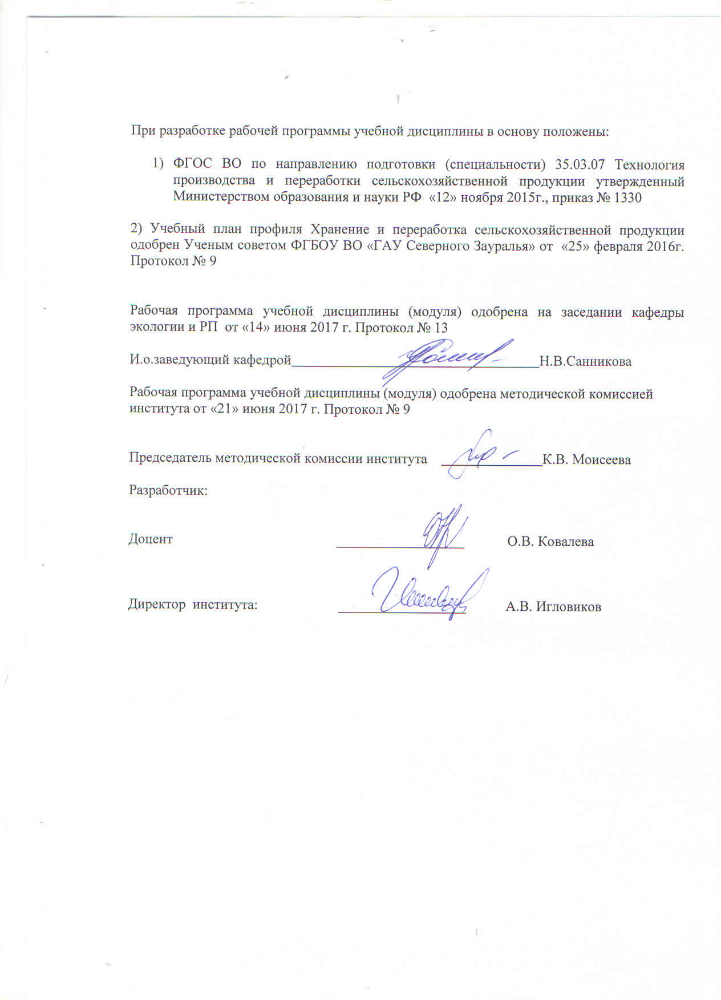 При разработке рабочей программы учебной дисциплины в основу положены:
1) ФГОС ВО по направлению подготовки (специальности) 35.03.07 Технология
производства и переработки сельскохозяйственной продукции утвержденный
Министерством образования и науки РФ «12» ноября 2015г., приказ № 1330
2) Учебный план профиля Хранение и переработка сельскохозяйственной продукции
одобрен Ученым советом ФГБОУ ВО «ГАУ Северного Зауралья» от «25» февраля 2016г.
Протокол № 9
Рабочая программа учебной дисциплины (модуля) одобрена на заседании кафедры
экологии и РП от «14» июня 2017 г. Протокол № 13
И.о.заведующий кафедрой Н.В.Санникова
Рабочая программа учебной дисциплины (модуля) одобрена методической комиссией
института от «21» июня 2017 г. Протокол № 9
Председатель методической комиссии института К.В. Моисеева
Разработчик:
Доцент О.В. Ковалева
Директор института: А.В. Игловиков